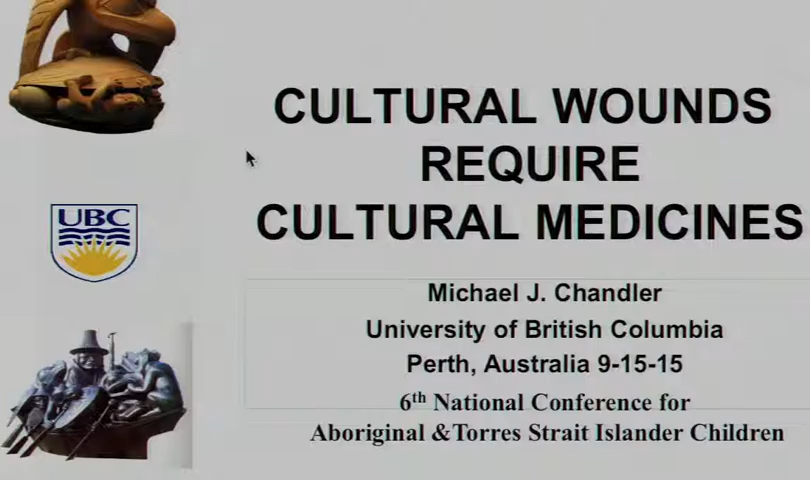 CULTURAL WOUNDS
REQUIRE
CULTURAL MEDICINES
UBC
Michael J. Chandler
University of British Columbia
Perth, Australia 9-15-15
6th National Conference for
Aboriginal &Torres Strait Islander Children